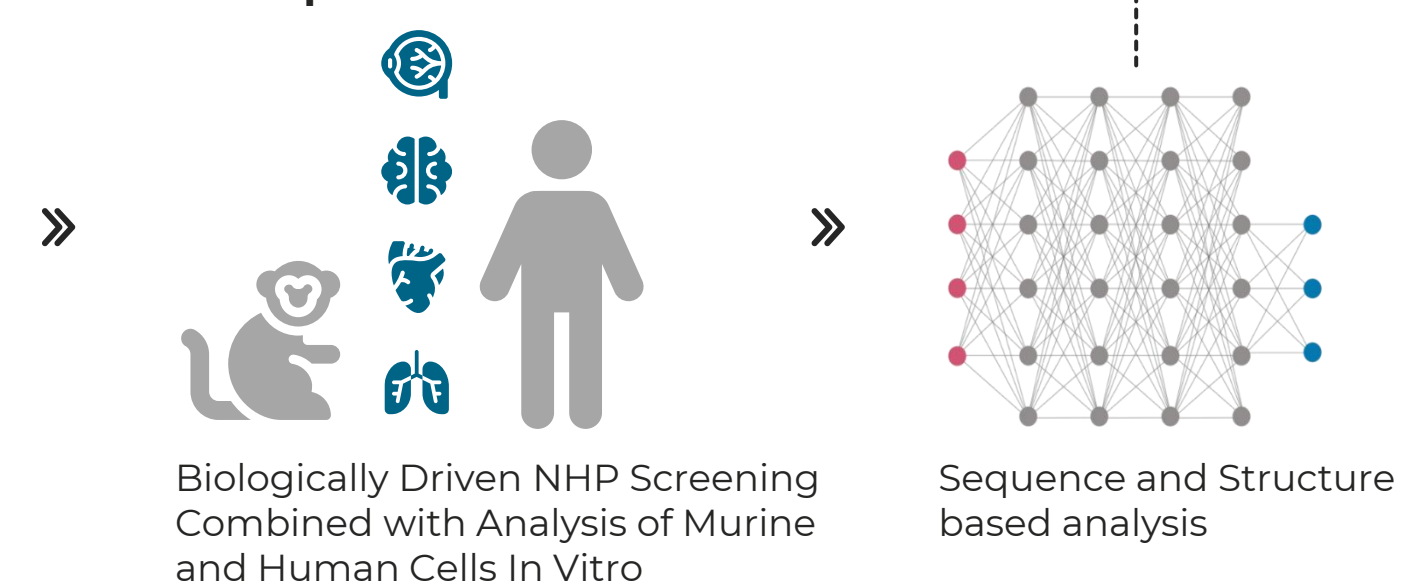 Biologically Driven NHP Screening
Combined with Analysis of Murine
and Human Cells In Vitro
Sequence and Structure
based analysis